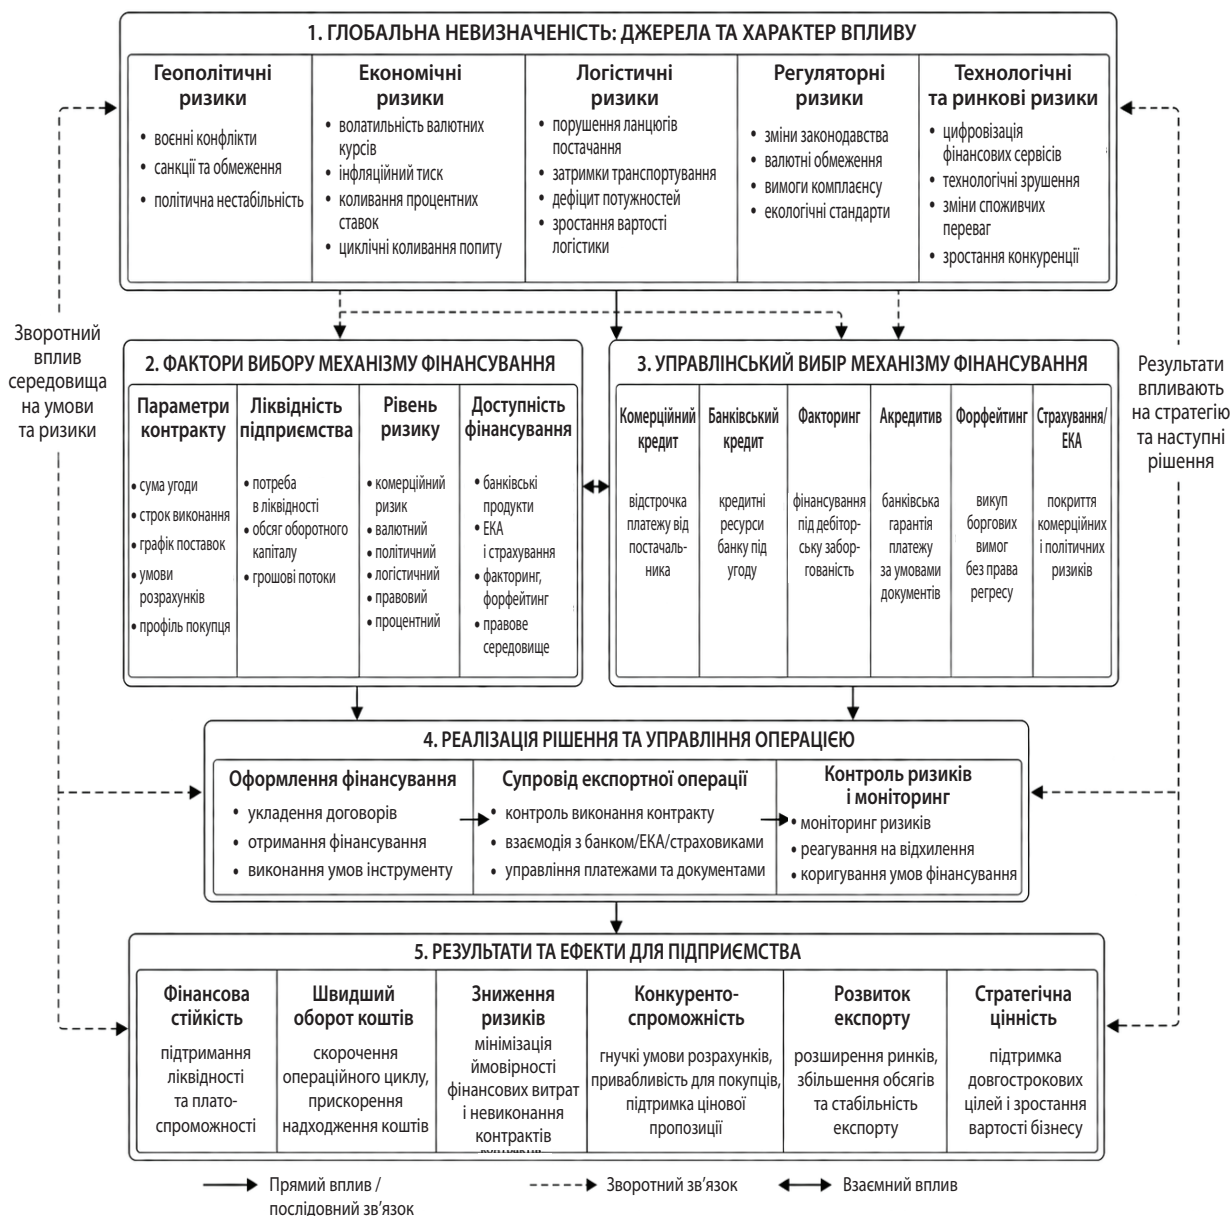 1. ГЛОБАЛЬНА НЕВИЗНАЧЕНІСТЬ: ДЖЕРЕЛА ТА ХАРАКТЕР ВПЛИВУ
Геополітичні
ризики
• воєнні конфлікти
• санкції та обмеження
• політична нестабільність
Економічні
ризики
• волатильність валютних
курсів
• інфляційний тиск
• коливання процентних
ставок
• циклічні коливання попиту
Логістичні
ризики
• порушення ланцюгів
постачання
• затримки транспортування
• дефіцит потужностей
• зростання вартості
логістики
Регуляторні
ризики
• зміни законодавства
• валютні обмеження
• вимоги комплаєнсу
• екологічні стандарти
Технологічні
та ринкові ризики
• цифровізація
фінансових сервісів
• технологічні зрушення
• зміни споживчих
переваг
• зростання конкуренції
Зворотний
вплив
середовища
на умови
та ризики
2. ФАКТОРИ ВИБОРУ МЕХАНІЗМУ ФІНАНСУВАННЯ
Параметри
контракту
• сума угоди
• строк виконання
• графік поставок
• умови
розрахунків
• профіль покупця
Ліквідність
підприємства
• потреба
в ліквідності
• обсяг оборотного
капіталу
• грошові потоки
Рівень
ризику
• комерційний
ризик
• валютний
• політичний
• логістичний
• правовий
• процентний
Доступність
фінансування
• банківські
продукти
• ЕКА
і страхування
• факторинг,
форфейтинг
• правове
середовище
3. УПРАВЛІНСЬКИЙ ВИБІР МЕХАНІЗМУ ФІНАНСУВАННЯ
Комерційний
кредит
відстрочка
платежу від
постачаль-
ника
Банківський
кредит
кредитні
ресурси
банку під
угоду
Факторинг
фінансування
під дебітор-
ську забор-
гованість
Акредитив
банківська
гарантія
платежу
за умовами
документів
Форфейтинг
викуп
боргових
вимог
без права
регресу
Страхування/
ЕКА
покриття
комерційних
і політичних
ризиків
Результати
впливають
на стратегію
та наступні
рішення
4. РЕАЛІЗАЦІЯ РІШЕННЯ ТА УПРАВЛІННЯ ОПЕРАЦІЄЮ
Оформлення фінансування
• укладення договорів
• отримання фінансування
• виконання умов інструменту
Супровід експортної операції
• контроль виконання контракту
• взаємодія з банком/ЕКА/страховиками
• управління платежами та документами
Контроль ризиків
і моніторинг
• моніторинг ризиків
• реагування на відхилення
• коригування умов фінансування
5. РЕЗУЛЬТАТИ ТА ЕФЕКТИ ДЛЯ ПІДПРИЄМСТВА
Фінансова
стійкість
підтримання
ліквідності
та плато-
спроможності
Швидший
оборот коштів
скорочення
операційного циклу,
прискорення
надходження коштів
Зниження
ризиків
мінімізація
ймовірності
фінансових витрат
і невиконання
контрактів
Конкуренто-
спроможність
гнучкі умови розрахунків,
привабливість для покупців,
підтримка цінової
пропозиції
Розвиток
експорту
розширення ринків,
збільшення обсягів
та стабільність
експорту
Стратегічна
цінність
підтримка
довгострокових
цілей і зростання
вартості бізнесу
Прямий вплив /
послідовний зв'язок
Зворотний зв'язок
Взаємний вплив